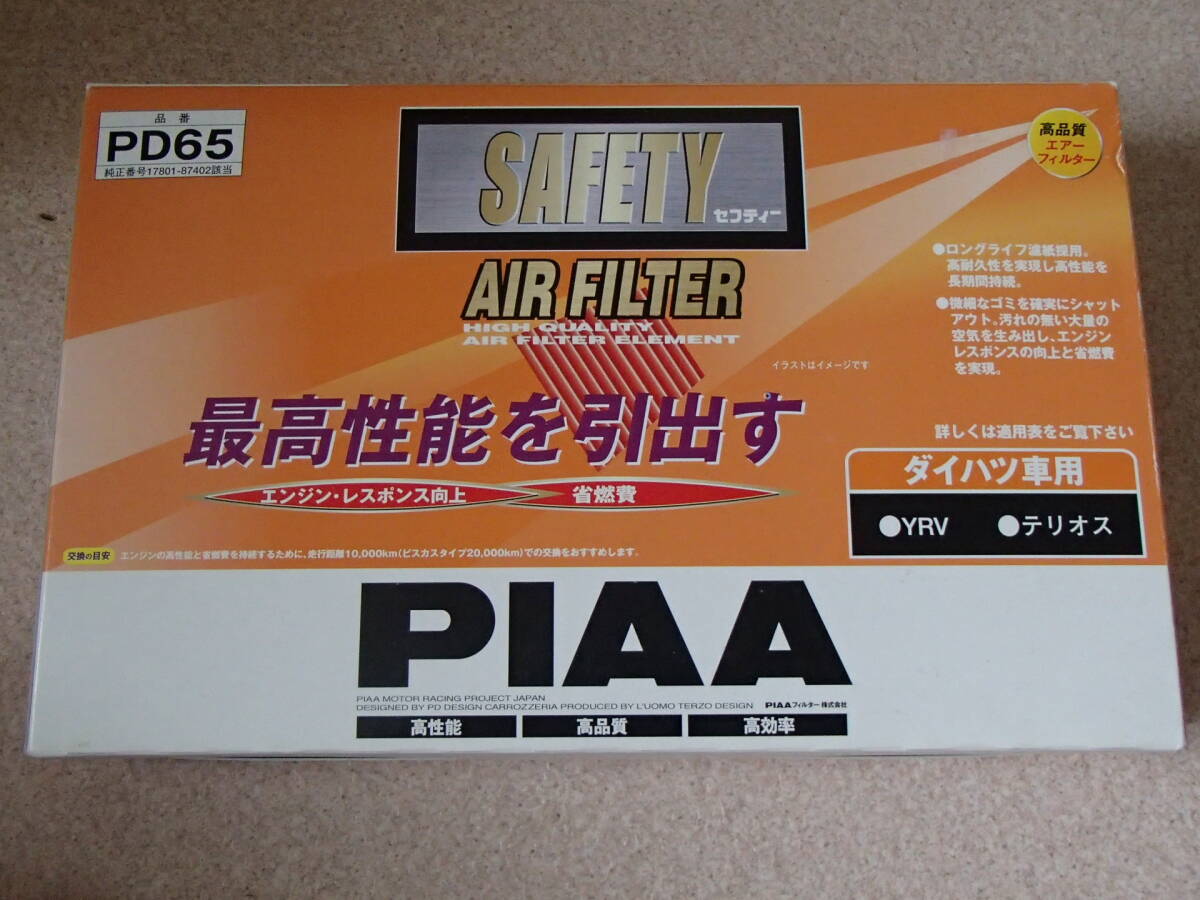 品番
PD65
純正番号17801-87402該当
SAFETY
セフティー
高品質
エアー
フィルター
AIR FILTER
HIGH QUALITY
AIR FILTER ELEMENT
●ロングライフ濾紙採用。
高耐久性を実現し高性能を
長期間持続。
●微細なゴミを確実にシャット
アウト。汚れの無い大量の
空気を生み出し、エンジン
レスポンスの向上と省燃費
を実現。
イラストはイメージです
最高性能を引出す
エンジン・レスポンス向上
省燃費
詳しくは適用表をご覧下さい
ダイハツ車用
●YRV ●テリオス
交換の目安 エンジンの高性能と省燃費を持続するために、走行距離10,000km(ビスカスタイプ20,000km)での交換をおすすめします。
PIAA
PIAA MOTOR RACING PROJECT JAPAN
DESIGNED BY PD DESIGN CARROZZERIA PRODUCED BY L'UOMO TERZO DESIGN PIAAフィルター株式会社
高性能 高品質 高効率